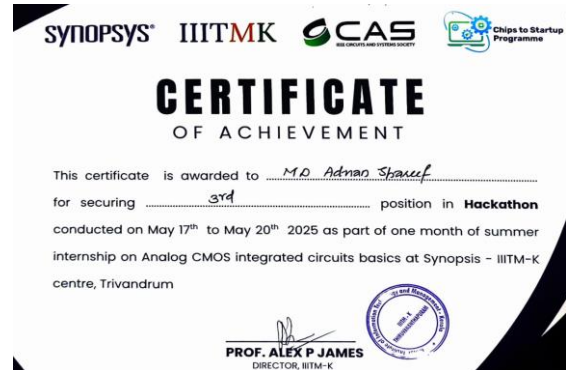 SYNOPSYS® IIITMK CAS Chips to Startup
IEEE CIRCUITS AND SYSTEMS SOCIETY Programme
CERTIFICATE
OF ACHIEVEMENT
This certificate is awarded to MD Adnan Shareef
for securing 3rd position in Hackathon
conducted on May 17th to May 20th 2025 as part of one month of summer
internship on Analog CMOS integrated circuits basics at Synopsis - IIITM-K
centre, Trivandrum
PROF. ALEX P JAMES
DIRECTOR, IIITM-K